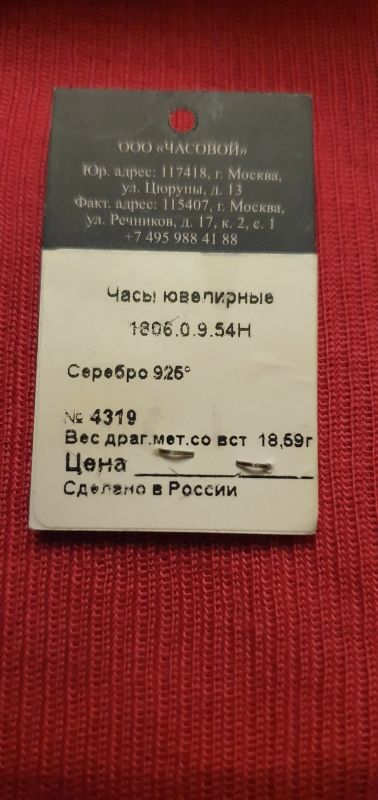 ООО «ЧАСОВОЙ»
Юр. адрес: 117418, г. Москва,
ул. Цюрупы, д. 13
Факт. адрес: 115407, г. Москва,
ул. Речников, д. 17, к. 2, с. 1
+7 495 988 41 88
Часы ювелирные
1806.0.9.54Н
Серебро 925°
№ 4319
Вес драг.мет.со вст 18,59г
Цена
Сделано в России